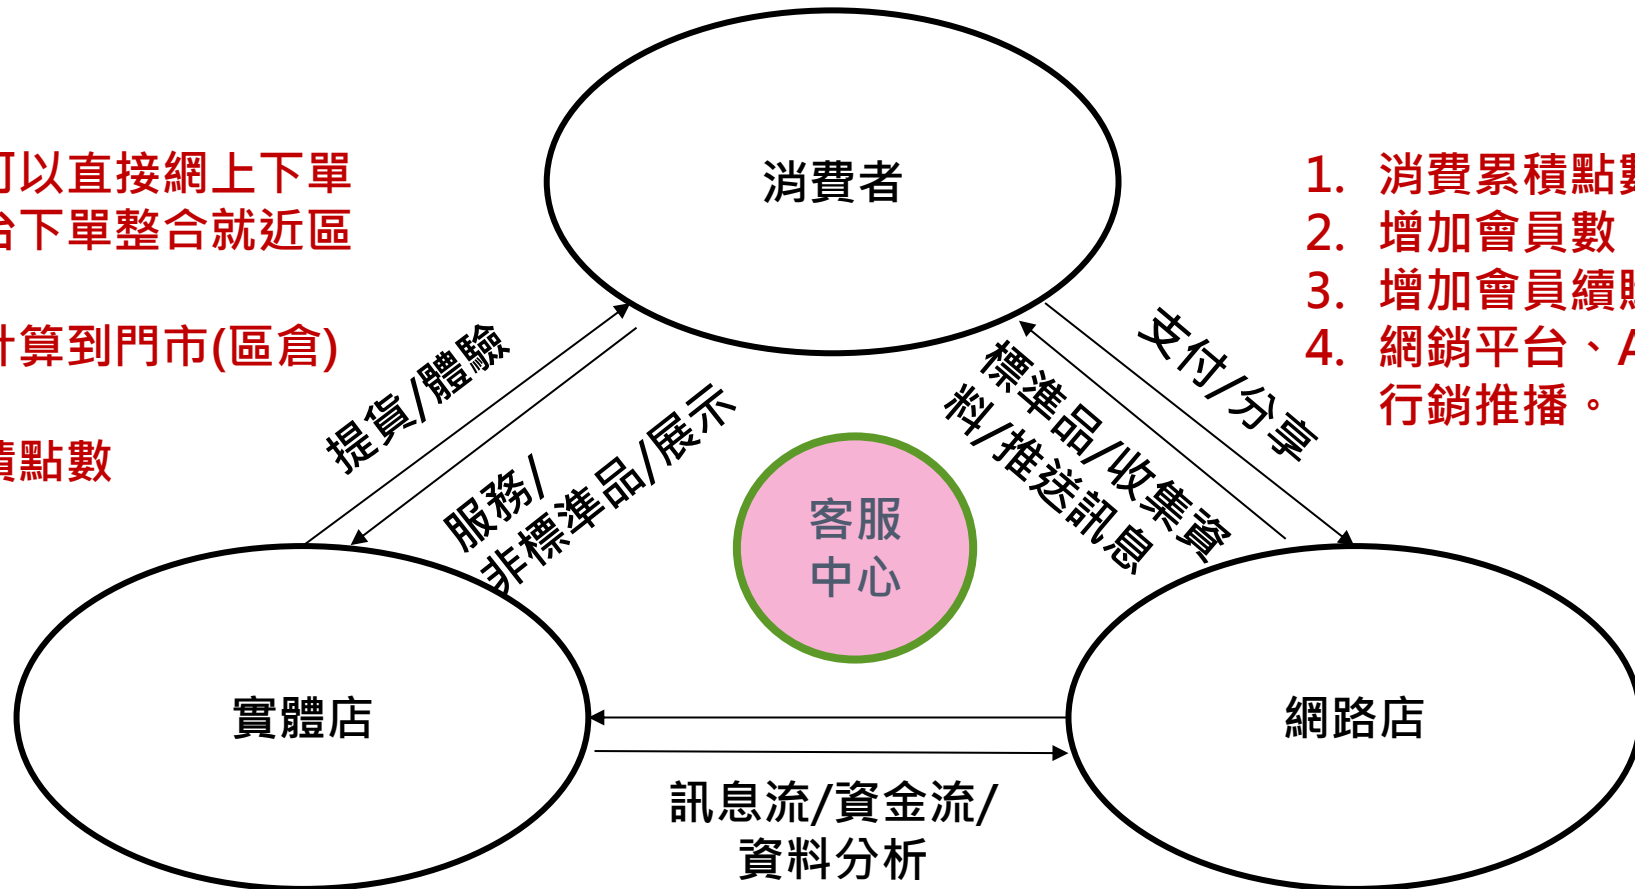 消費者
可以直接網上下單
台下單整合就近區
計算到門市(區倉)
積點數
1. 消費累積點數
2. 增加會員數
3. 增加會員續購
4. 網銷平台、A
行銷推播。
提貨/體驗
服務/
非標準品/展示
支付/分享
標準品/收集資
料/推送訊息
客服
中心
實體店
網路店
訊息流/資金流/
資料分析